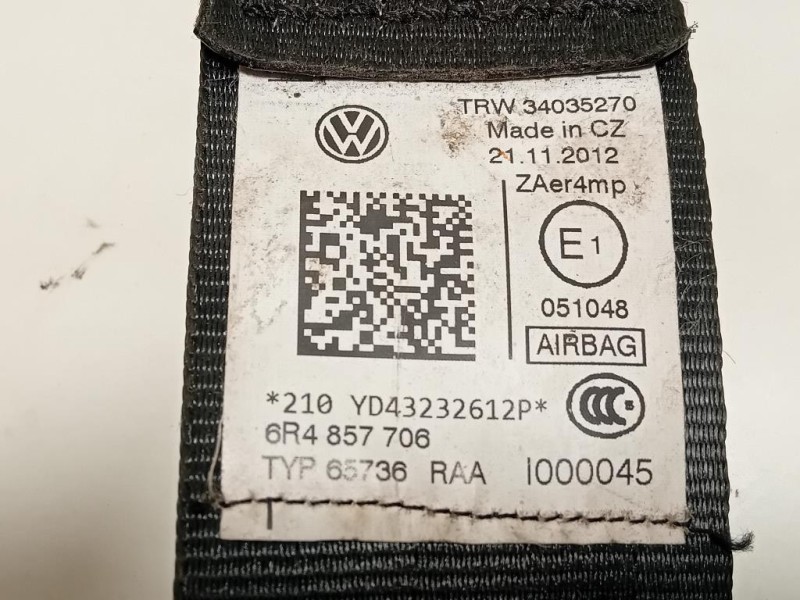 TRW 34035270
Made in CZ
21.11.2012
ZAer4mp
E1
051048
AIRBAG
*210 YD43232612P*
CCC S
6R4 857 706
TYP 65736 RAA I000045
T